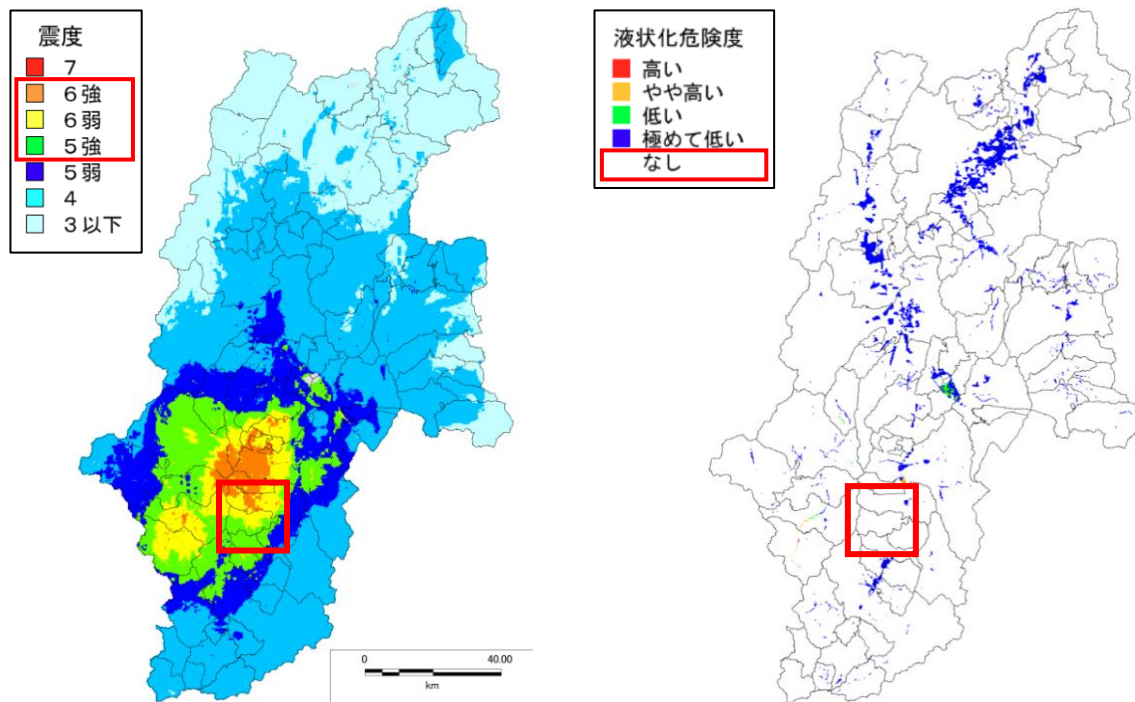 震度
7
6強
6弱
5強
5弱
4
3以下
0 40.00
km
液状化危険度
高い
やや高い
低い
極めて低い
なし